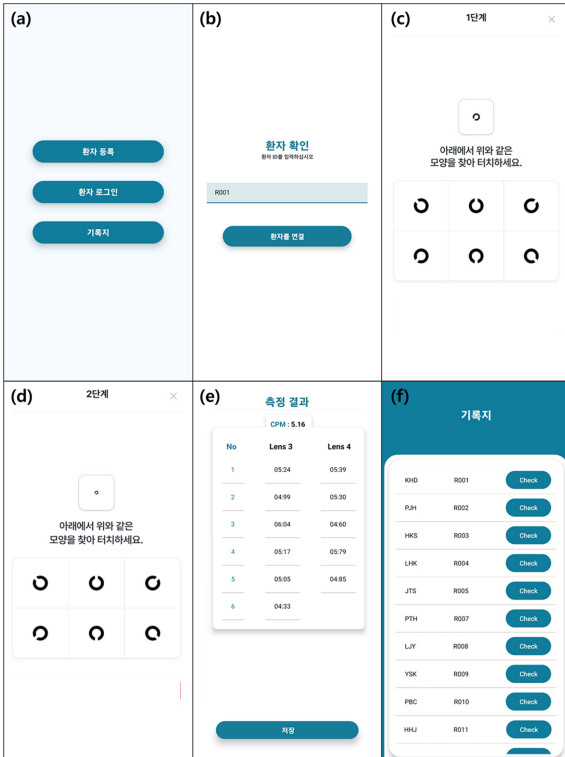 (a)
환자 등록
환자 로그인
기록지
(b)
환자 확인
환자 ID를 입력하십시오
R001
환자를 연결
(c)
1단계
아래에서 위와 같은
모양을 찾아 터치하세요.
(d)
2단계
아래에서 위와 같은
모양을 찾아 터치하세요.
(e)
측정 결과
CPM : 5.16
No Lens 3 Lens 4
1 05:24 05:39
2 04:99 05:30
3 06:04 04:60
4 05:17 05:79
5 05:05 04:85
6 04:33
저장
(f)
기록지
KHD R001 Check
PJH R002 Check
HKS R003 Check
LHK R004 Check
JTS R005 Check
PTH R007 Check
LJY R008 Check
YSK R009 Check
PBC R010 Check
HHJ R011 Check